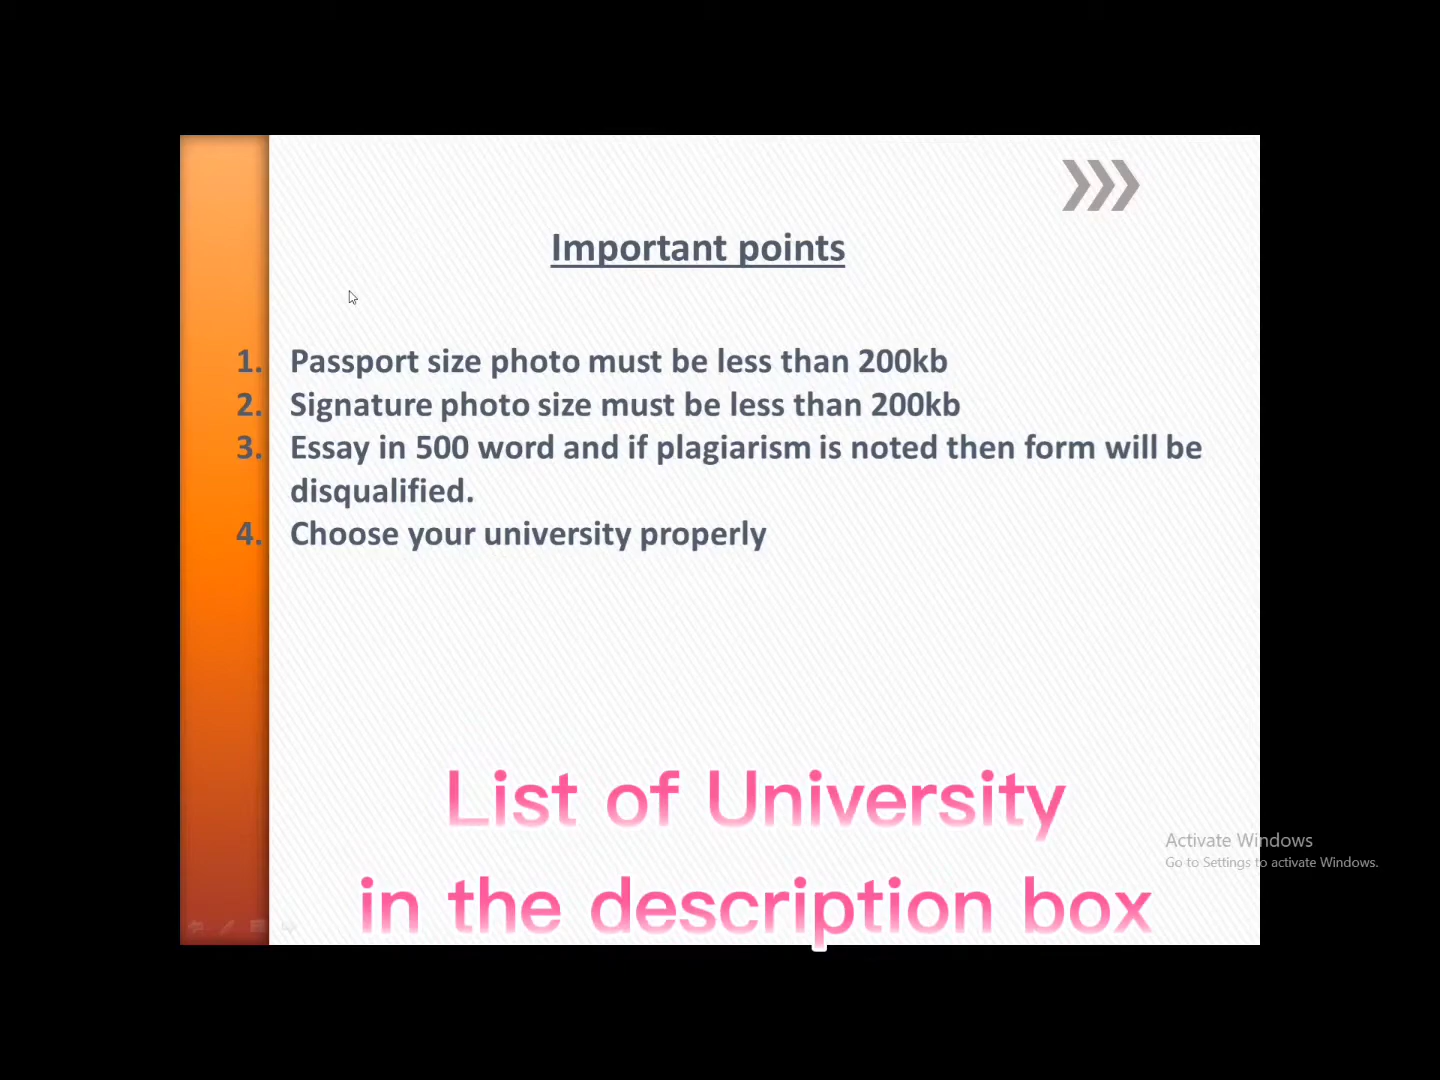 Important points
1. Passport size photo must be less than 200kb
2. Signature photo size must be less than 200kb
3. Essay in 500 word and if plagiarism is noted then form will be
disqualified.
4. Choose your university properly
List of University
in the description box
Activate Windows
Go to Settings to activate Windows.